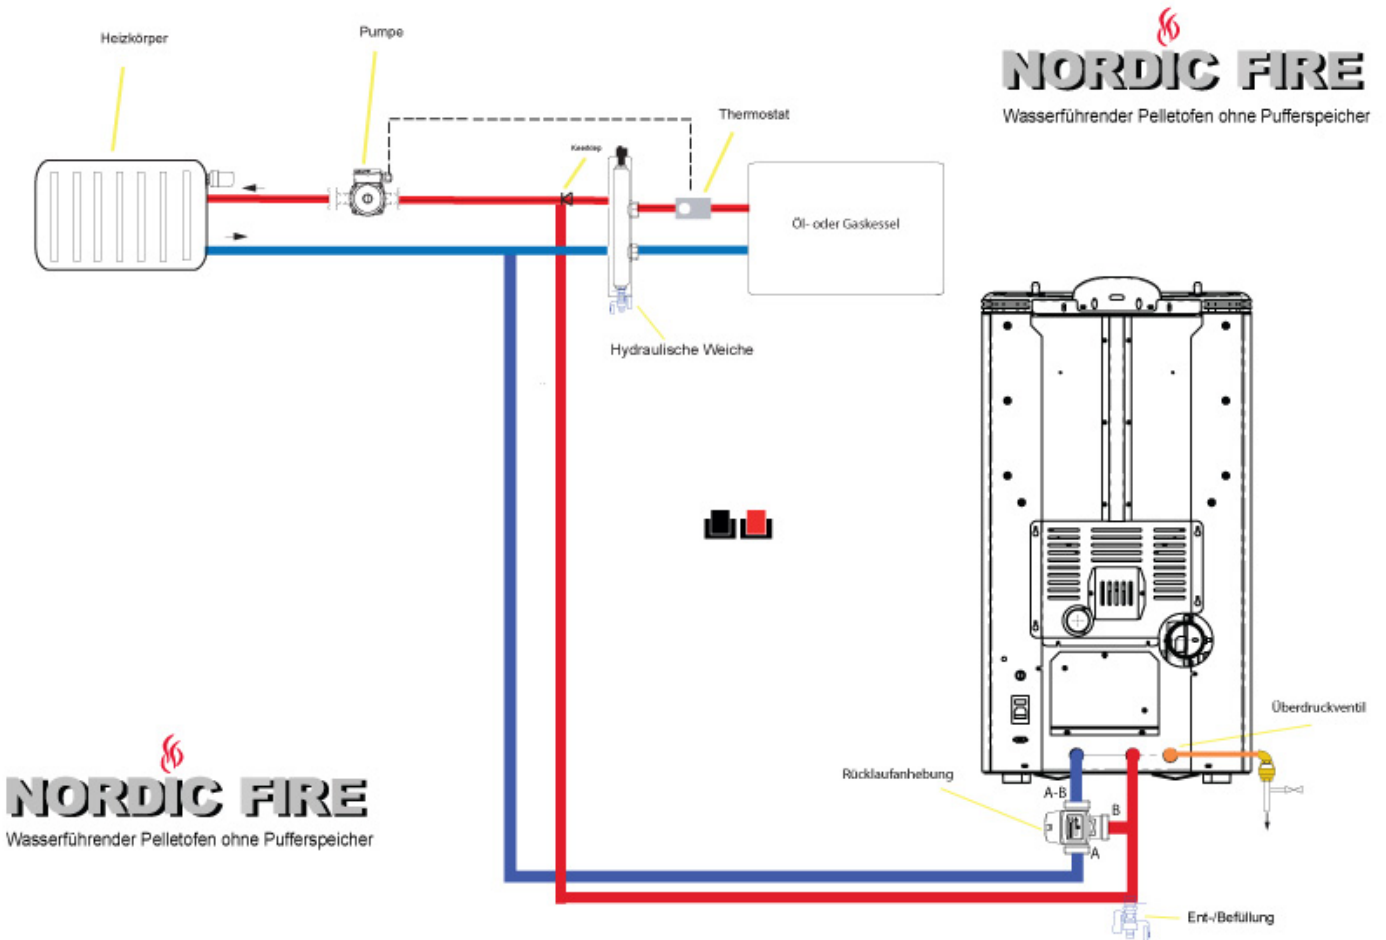 Heizkörper
Pumpe
NORDIC FIRE
Wasserführender Pelletofen ohne Pufferspeicher
Thermostat
Öl- oder Gaskessel
Hydraulische Weiche
Überdruckventil
Rücklaufanhebung
A-B
B
A
NORDIC FIRE
Wasserführender Pelletofen ohne Pufferspeicher
Ent-/Befüllung